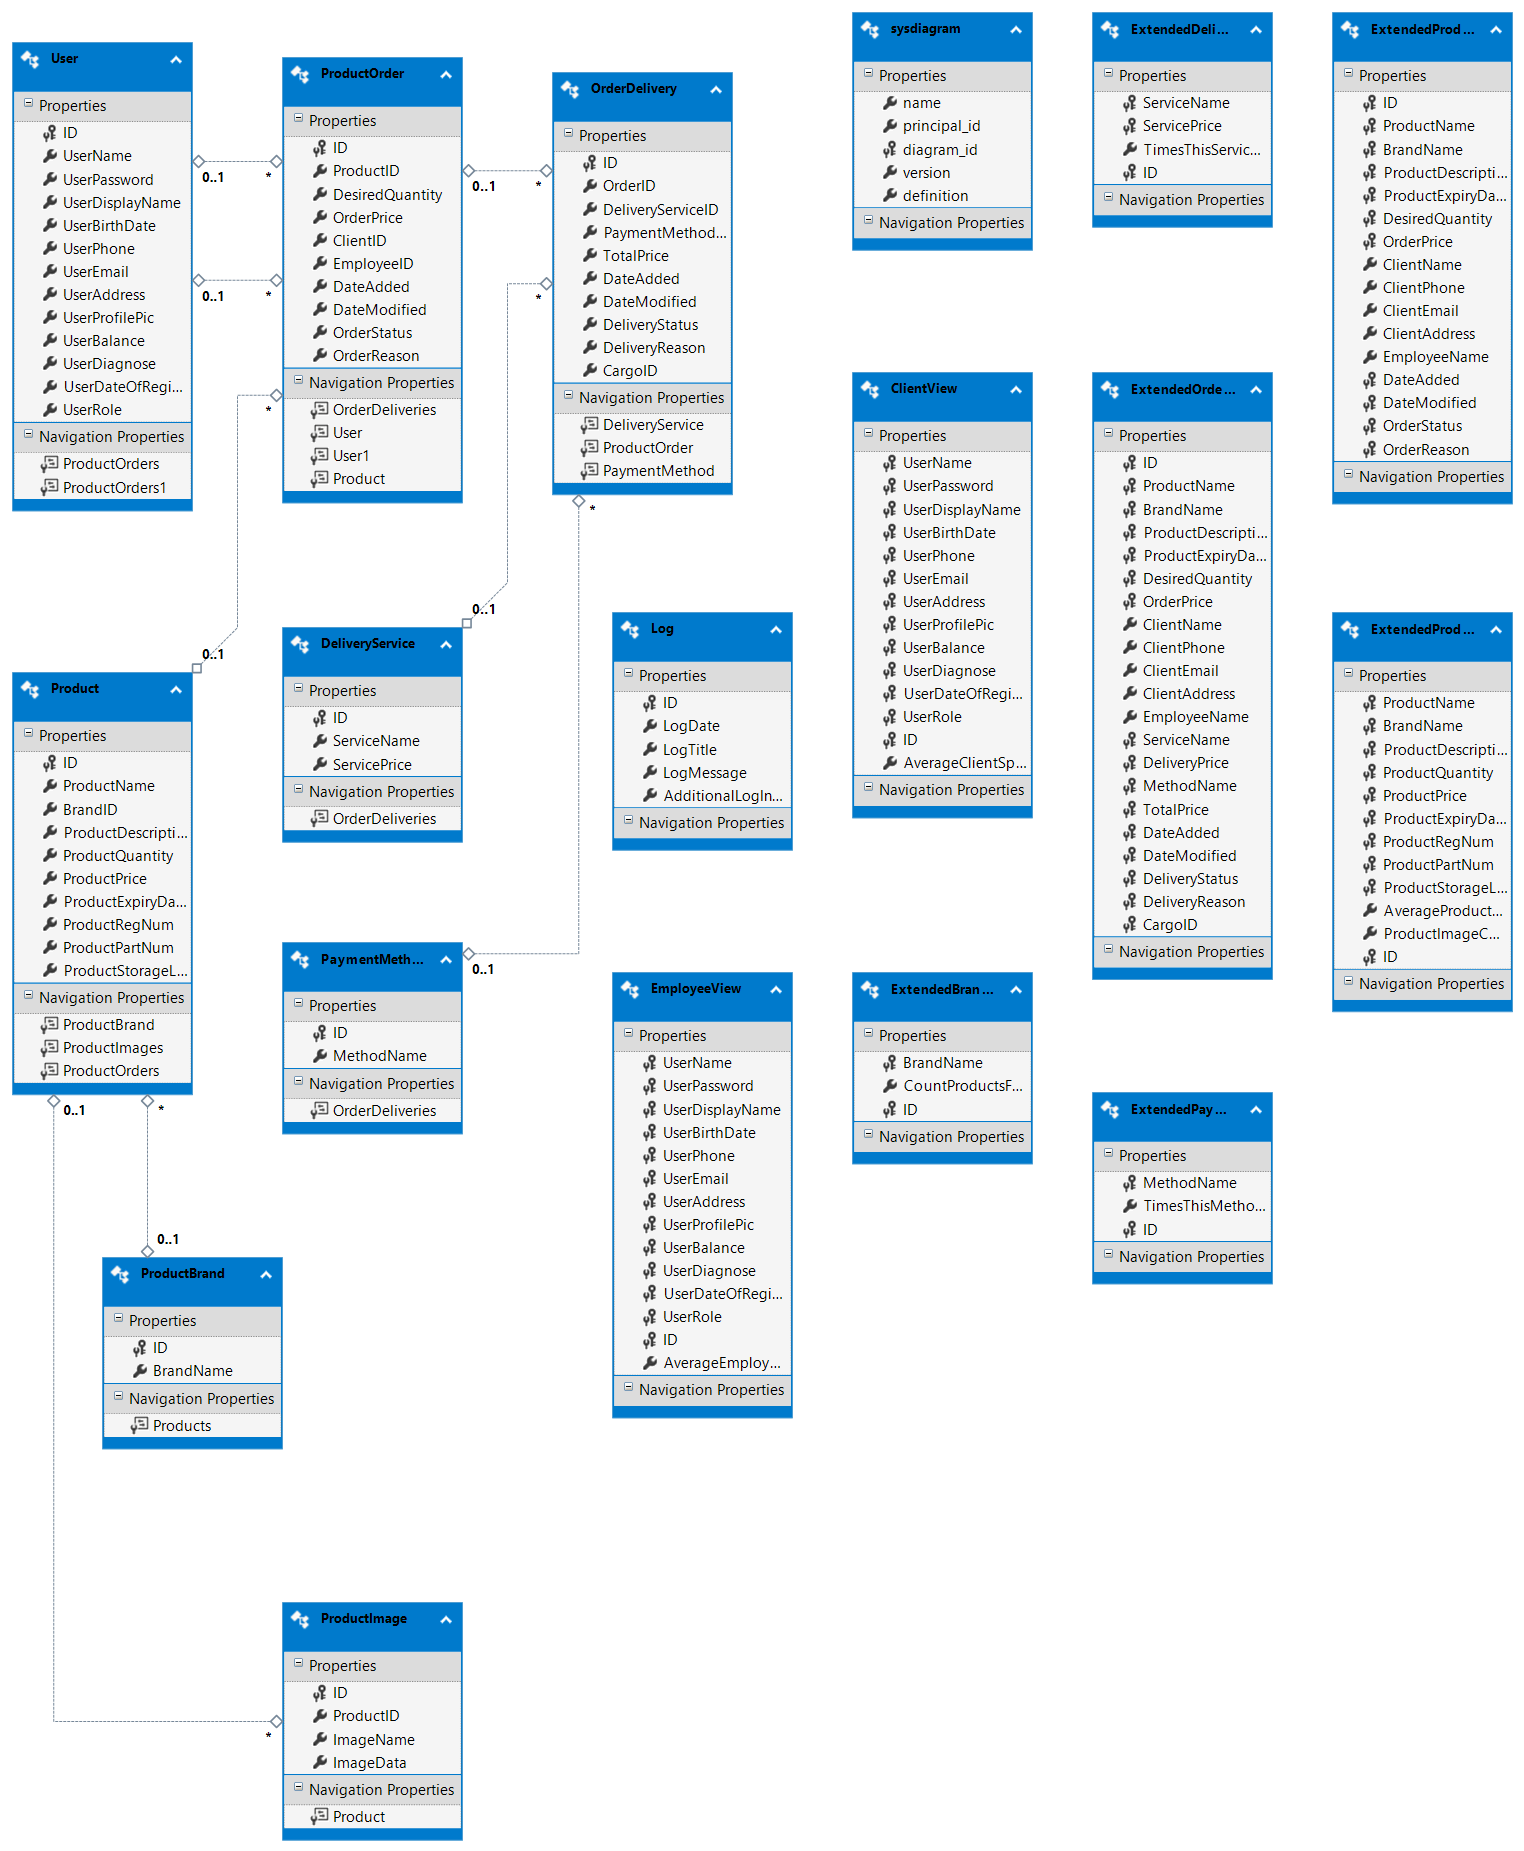 User
Properties
ID
UserName
UserPassword
UserDisplayName
UserBirthDate
UserPhone
UserEmail
UserAddress
UserProfilePic
UserBalance
UserDiagnose
UserDateOfRegi...
UserRole
Navigation Properties
ProductOrders
ProductOrders1
0..1
*
0..1
*
ProductOrder
Properties
ID
ProductID
DesiredQuantity
OrderPrice
ClientID
EmployeeID
DateAdded
DateModified
OrderStatus
OrderReason
Navigation Properties
OrderDeliveries
User
User1
Product
*
0..1
0..1
*
*
0..1
OrderDelivery
Properties
ID
OrderID
DeliveryServiceID
PaymentMethod...
TotalPrice
DateAdded
DateModified
DeliveryStatus
DeliveryReason
CargoID
Navigation Properties
DeliveryService
ProductOrder
PaymentMethod
*
0..1
Product
Properties
ID
ProductName
BrandID
ProductDescripti...
ProductQuantity
ProductPrice
ProductExpiryDa...
ProductRegNum
ProductPartNum
ProductStorageL...
Navigation Properties
ProductBrand
ProductImages
ProductOrders
0..1
*
0..1
*
DeliveryService
Properties
ID
ServiceName
ServicePrice
Navigation Properties
OrderDeliveries
PaymentMeth...
Properties
ID
MethodName
Navigation Properties
OrderDeliveries
ProductBrand
Properties
ID
BrandName
Navigation Properties
Products
ProductImage
Properties
ID
ProductID
ImageName
ImageData
Navigation Properties
Product
Log
Properties
ID
LogDate
LogTitle
LogMessage
AdditionalLogIn...
Navigation Properties
EmployeeView
Properties
UserName
UserPassword
UserDisplayName
UserBirthDate
UserPhone
UserEmail
UserAddress
UserProfilePic
UserBalance
UserDiagnose
UserDateOfRegi...
UserRole
ID
AverageEmploy...
Navigation Properties
sysdiagram
Properties
name
principal_id
diagram_id
version
definition
Navigation Properties
ClientView
Properties
UserName
UserPassword
UserDisplayName
UserBirthDate
UserPhone
UserEmail
UserAddress
UserProfilePic
UserBalance
UserDiagnose
UserDateOfRegi...
UserRole
ID
AverageClientSp...
Navigation Properties
ExtendedBran...
Properties
BrandName
CountProductsF...
ID
Navigation Properties
ExtendedDeli...
Properties
ServiceName
ServicePrice
TimesThisServic...
ID
Navigation Properties
ExtendedOrde...
Properties
ID
ProductName
BrandName
ProductDescripti...
ProductExpiryDa...
DesiredQuantity
OrderPrice
ClientName
ClientPhone
ClientEmail
ClientAddress
EmployeeName
ServiceName
DeliveryPrice
MethodName
TotalPrice
DateAdded
DateModified
DeliveryStatus
DeliveryReason
CargoID
Navigation Properties
ExtendedPay...
Properties
MethodName
TimesThisMetho...
ID
Navigation Properties
ExtendedProd...
Properties
ID
ProductName
BrandName
ProductDescripti...
ProductExpiryDa...
DesiredQuantity
OrderPrice
ClientName
ClientPhone
ClientEmail
ClientAddress
EmployeeName
DateAdded
DateModified
OrderStatus
OrderReason
Navigation Properties
ExtendedProd...
Properties
ProductName
BrandName
ProductDescripti...
ProductQuantity
ProductPrice
ProductExpiryDa...
ProductRegNum
ProductPartNum
ProductStorageL...
AverageProduct...
ProductImageC...
ID
Navigation Properties